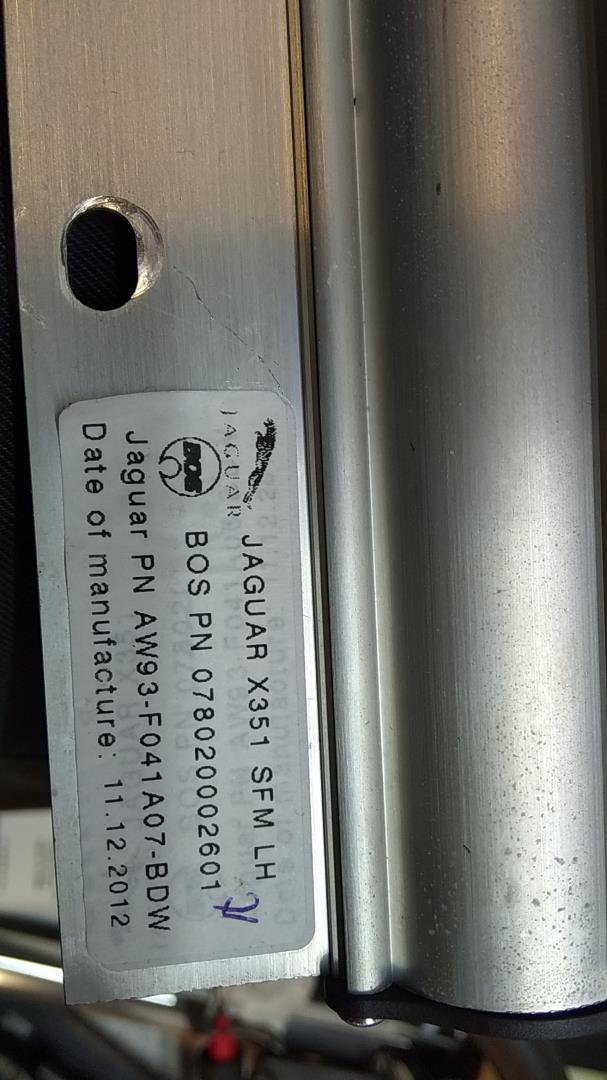 JAGUAR
JAGUAR X351 SFM LH
BOS
BOS PN 0780200002601
Jaguar PN AW93-F041A07-BDW
Date of manufacture: 11.12.2012